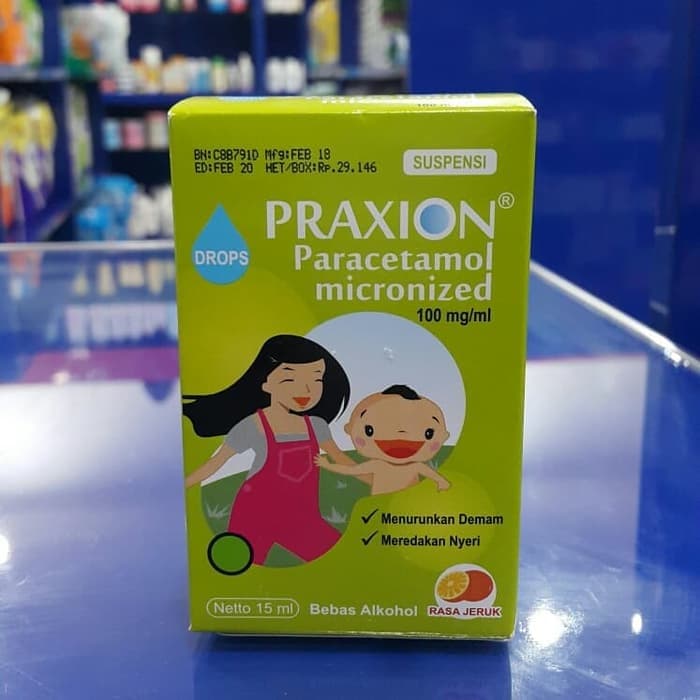 BN:C8B791D Mfg:FEB 18
ED:FEB 20 HET/BOX:Rp.29.146
SUSPENSI
PRAXION®
DROPS
Paracetamol
micronized
100 mg/ml
✓ Menurunkan Demam
✓ Meredakan Nyeri
Netto 15 ml
Bebas Alkohol
RASA JERUK